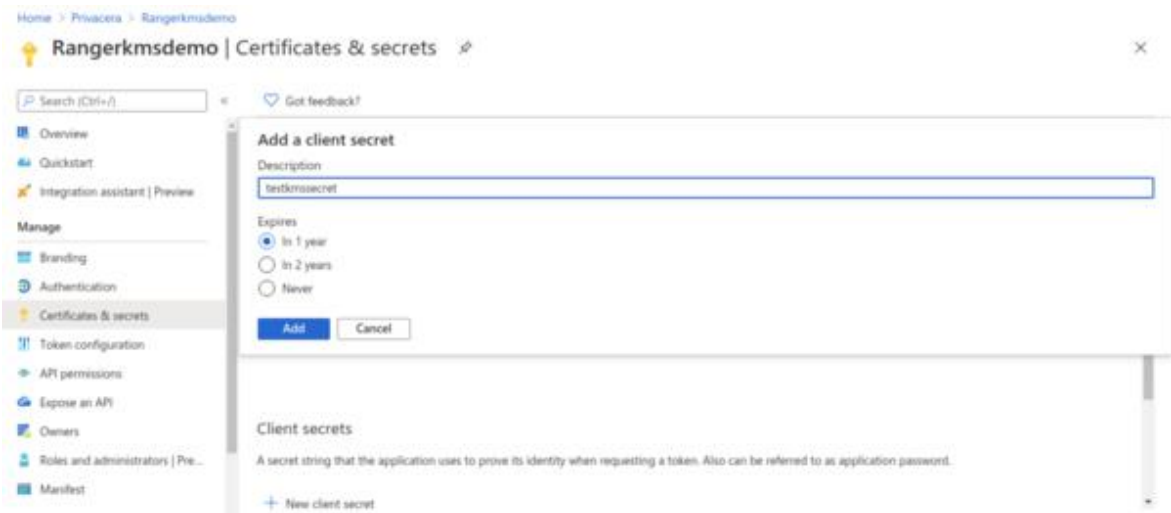 Home > Privacera > Rangerkmsdemo
Rangerkmsdemo | Certificates & secrets
Search (Ctrl+/)
Got feedback?
Overview
Quickstart
Integration assistant | Preview
Manage
Branding
Authentication
Certificates & secrets
Token configuration
API permissions
Expose an API
Owners
Roles and administrators | Pre...
Manifest
Add a client secret
Description
testkmssecret
Expires
In 1 year
In 2 years
Never
Add
Cancel
Client secrets
A secret string that the application uses to prove its identity when requesting a token. Also can be referred to as application password.
+ New client secret